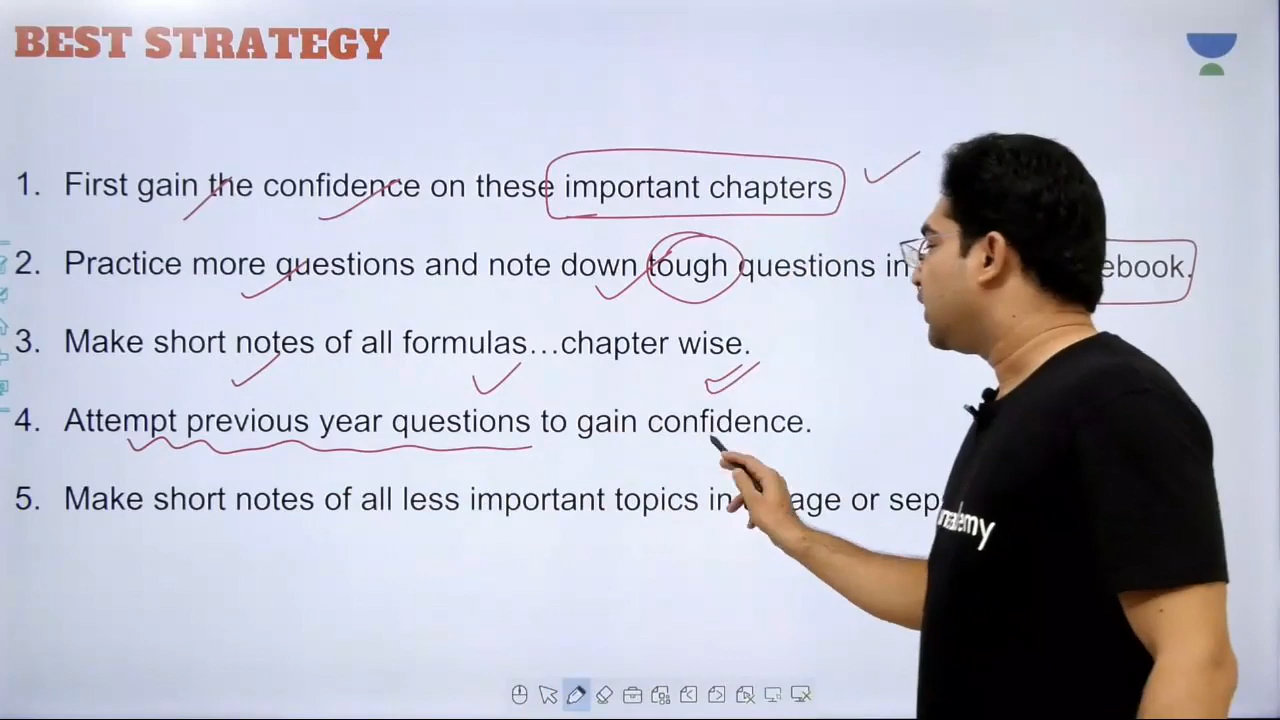 BEST STRATEGY
1. First gain the confidence on these important chapters
2. Practice more questions and note down tough questions in ebook.
3. Make short notes of all formulas…chapter wise.
4. Attempt previous year questions to gain confidence.
5. Make short notes of all less important topics in age or sep